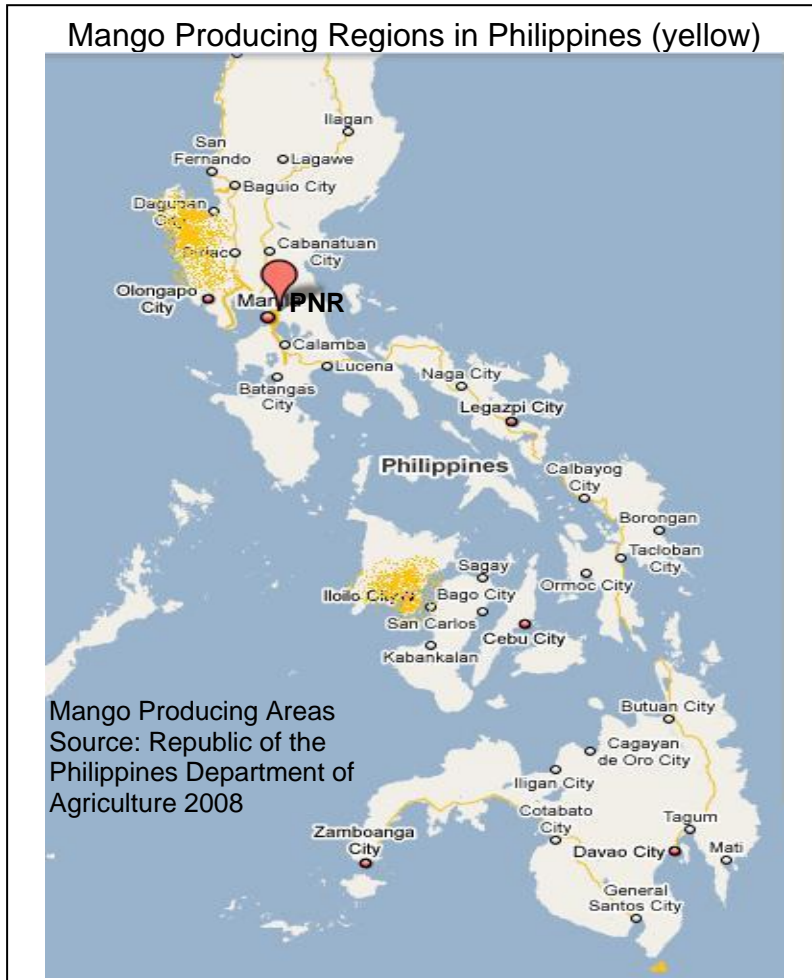 Mango Producing Regions in Philippines (yellow)
Ilagan
San
Fernando
Lagawe
Baguio City
Dagupan
City
Cabanatuan
City
Olongapo
City
PNR
Calamba
Lucena
Batangas
City
Naga City
Legazpi City
Philippines
Calbayog
City
Borongan
Tacloban
City
Ormoc City
Sagay
Iloilo City
Bago City
San Carlos
Cebu City
Kabankalan
Mango Producing Areas
Source: Republic of the
Philippines Department of
Agriculture 2008
Butuan City
Cagayan
de Oro City
Iligan City
Cotabato
City
Zamboanga
City
Tagum
Davao City
Mati
General
Santos City